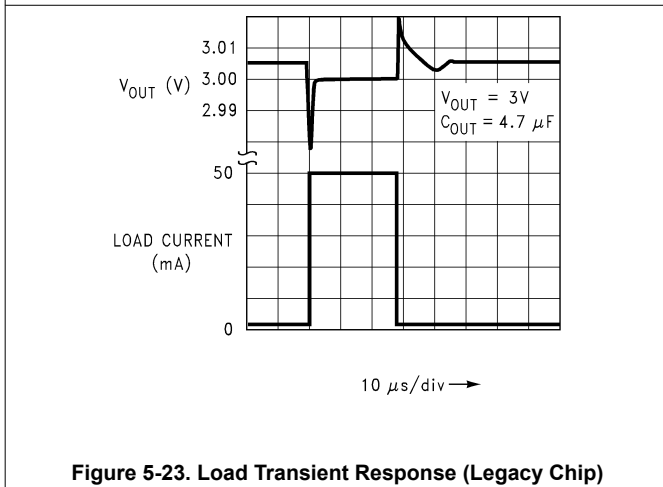 3.01
V_OUT (V) 3.00
2.99
V_OUT = 3V
C_OUT = 4.7 μF
50
LOAD CURRENT
(mA)
0
10 μs/div
Figure 5-23. Load Transient Response (Legacy Chip)